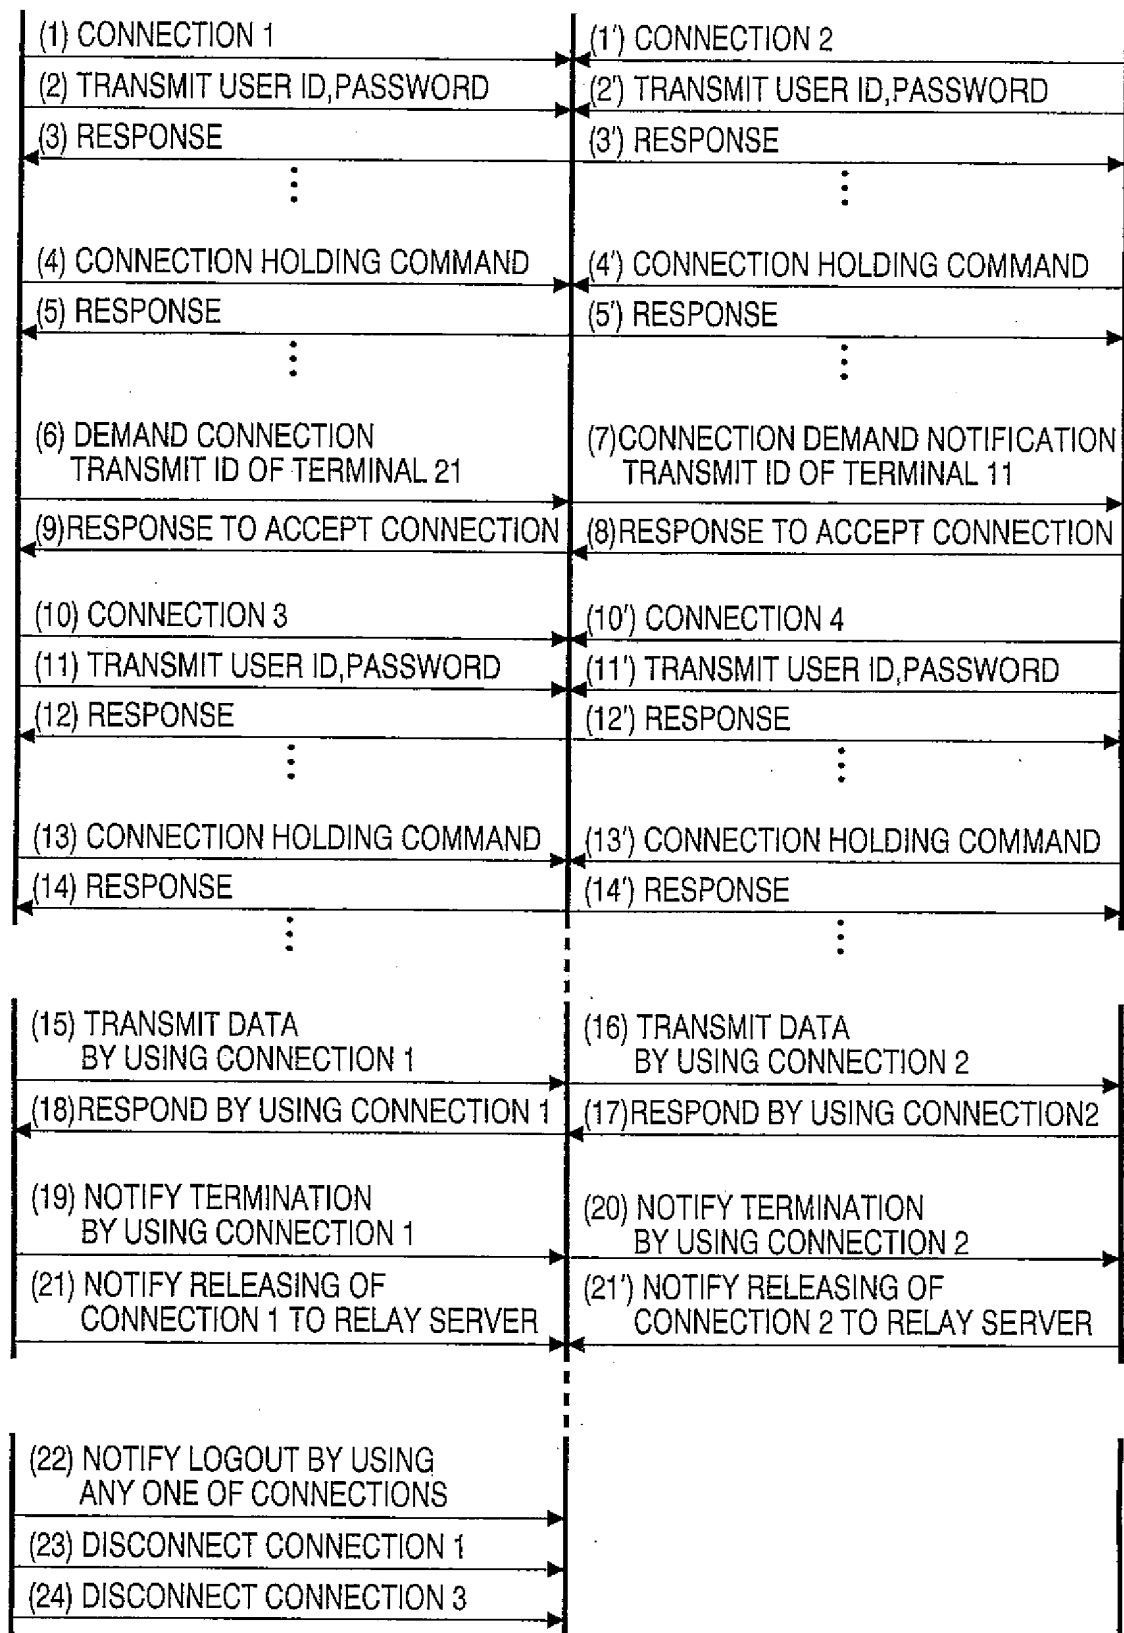 (1) CONNECTION 1
(1') CONNECTION 2
(2) TRANSMIT USER ID,PASSWORD
(2') TRANSMIT USER ID,PASSWORD
(3) RESPONSE
(3') RESPONSE
(4) CONNECTION HOLDING COMMAND
(4') CONNECTION HOLDING COMMAND
(5) RESPONSE
(5') RESPONSE
(6) DEMAND CONNECTION
TRANSMIT ID OF TERMINAL 21
(7)CONNECTION DEMAND NOTIFICATION
TRANSMIT ID OF TERMINAL 11
(9)RESPONSE TO ACCEPT CONNECTION
(8)RESPONSE TO ACCEPT CONNECTION
(10) CONNECTION 3
(10') CONNECTION 4
(11) TRANSMIT USER ID,PASSWORD
(11') TRANSMIT USER ID,PASSWORD
(12) RESPONSE
(12') RESPONSE
(13) CONNECTION HOLDING COMMAND
(13') CONNECTION HOLDING COMMAND
(14) RESPONSE
(14') RESPONSE
(15) TRANSMIT DATA
BY USING CONNECTION 1
(16) TRANSMIT DATA
BY USING CONNECTION 2
(18)RESPOND BY USING CONNECTION 1
(17)RESPOND BY USING CONNECTION2
(19) NOTIFY TERMINATION
BY USING CONNECTION 1
(20) NOTIFY TERMINATION
BY USING CONNECTION 2
(21) NOTIFY RELEASING OF
CONNECTION 1 TO RELAY SERVER
(21') NOTIFY RELEASING OF
CONNECTION 2 TO RELAY SERVER
(22) NOTIFY LOGOUT BY USING
ANY ONE OF CONNECTIONS
(23) DISCONNECT CONNECTION 1
(24) DISCONNECT CONNECTION 3